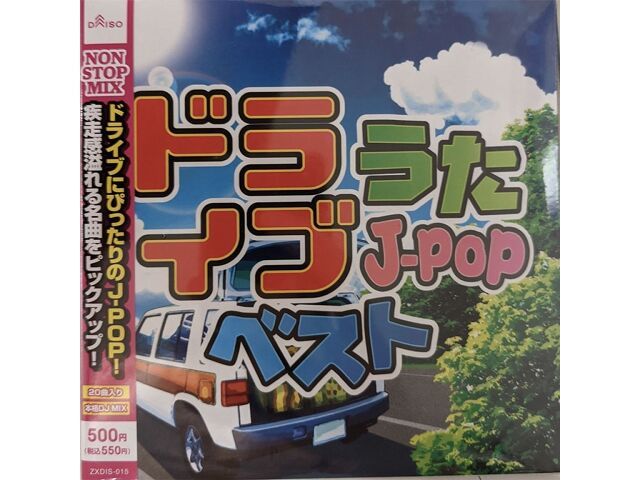 DAISO
NON
STOP
MIX
ドライブにぴったりのJ-POP!
疾走感溢れる名曲をピックアップ!
20曲入り
本格DJ MIX
500円
(税込550円)
ZXDIS-015
ドライブ
うた
J-POP
ベスト